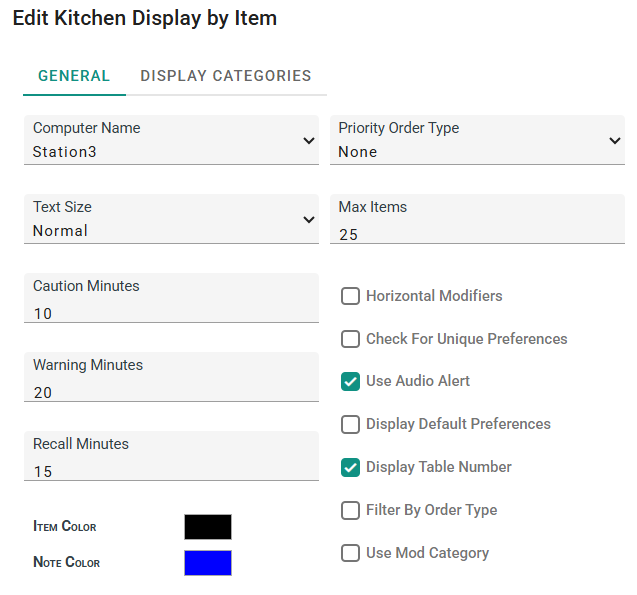 Edit Kitchen Display by Item
GENERAL
DISPLAY CATEGORIES
Computer Name
Station3
Priority Order Type
None
Text Size
Normal
Max Items
25
Caution Minutes
10
Warning Minutes
20
Recall Minutes
15
Item Color
Note Color
Horizontal Modifiers
Check For Unique Preferences
Use Audio Alert
Display Default Preferences
Display Table Number
Filter By Order Type
Use Mod Category